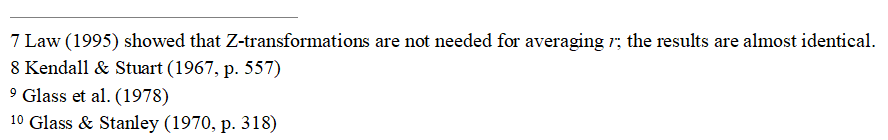 7 Law (1995) showed that Z-transformations are not needed for averaging r; the results are almost identical.
8 Kendall & Stuart (1967, p. 557)
9 Glass et al. (1978)
10 Glass & Stanley (1970, p. 318)